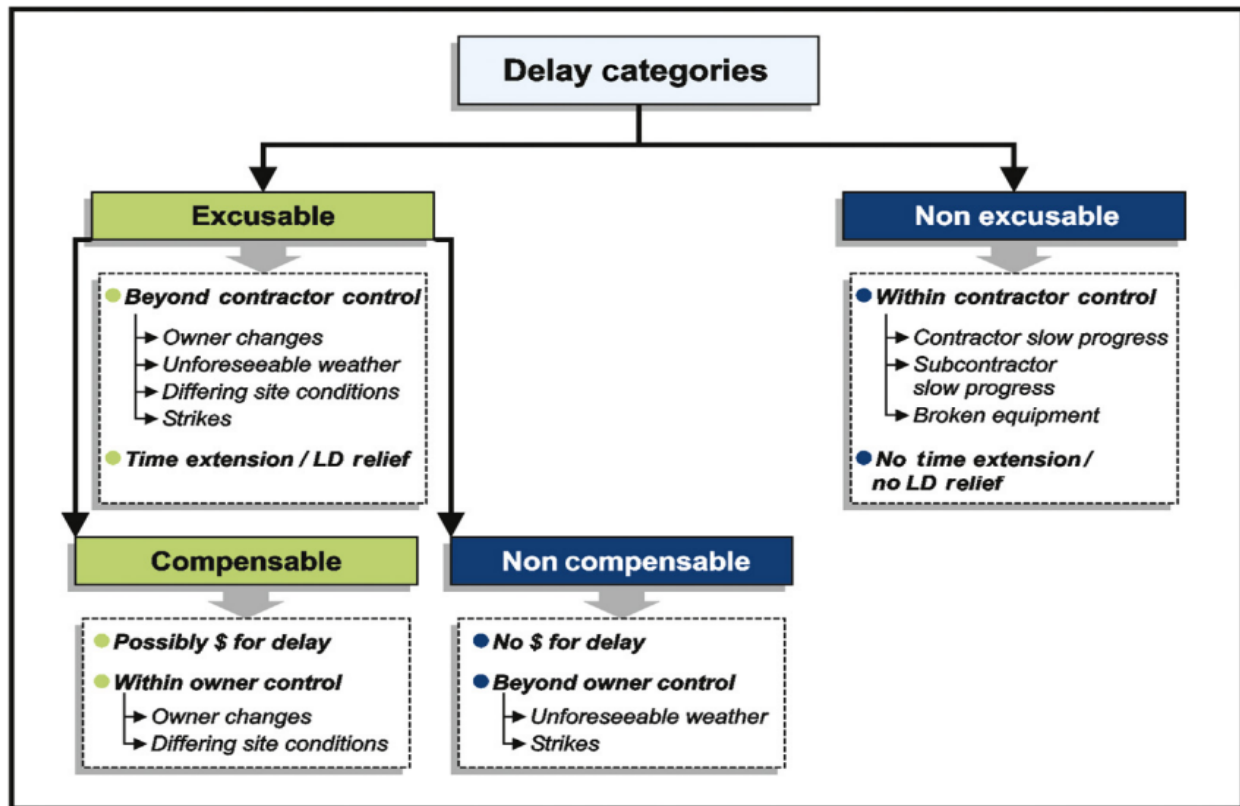 Delay categories
Excusable
Non excusable
Beyond contractor control
Owner changes
Unforeseeable weather
Differing site conditions
Strikes
Time extension / LD relief
Within contractor control
Contractor slow progress
Subcontractor
slow progress
Broken equipment
No time extension /
no LD relief
Compensable
Non compensable
Possibly $ for delay
Within owner control
Owner changes
Differing site conditions
No $ for delay
Beyond owner control
Unforeseeable weather
Strikes